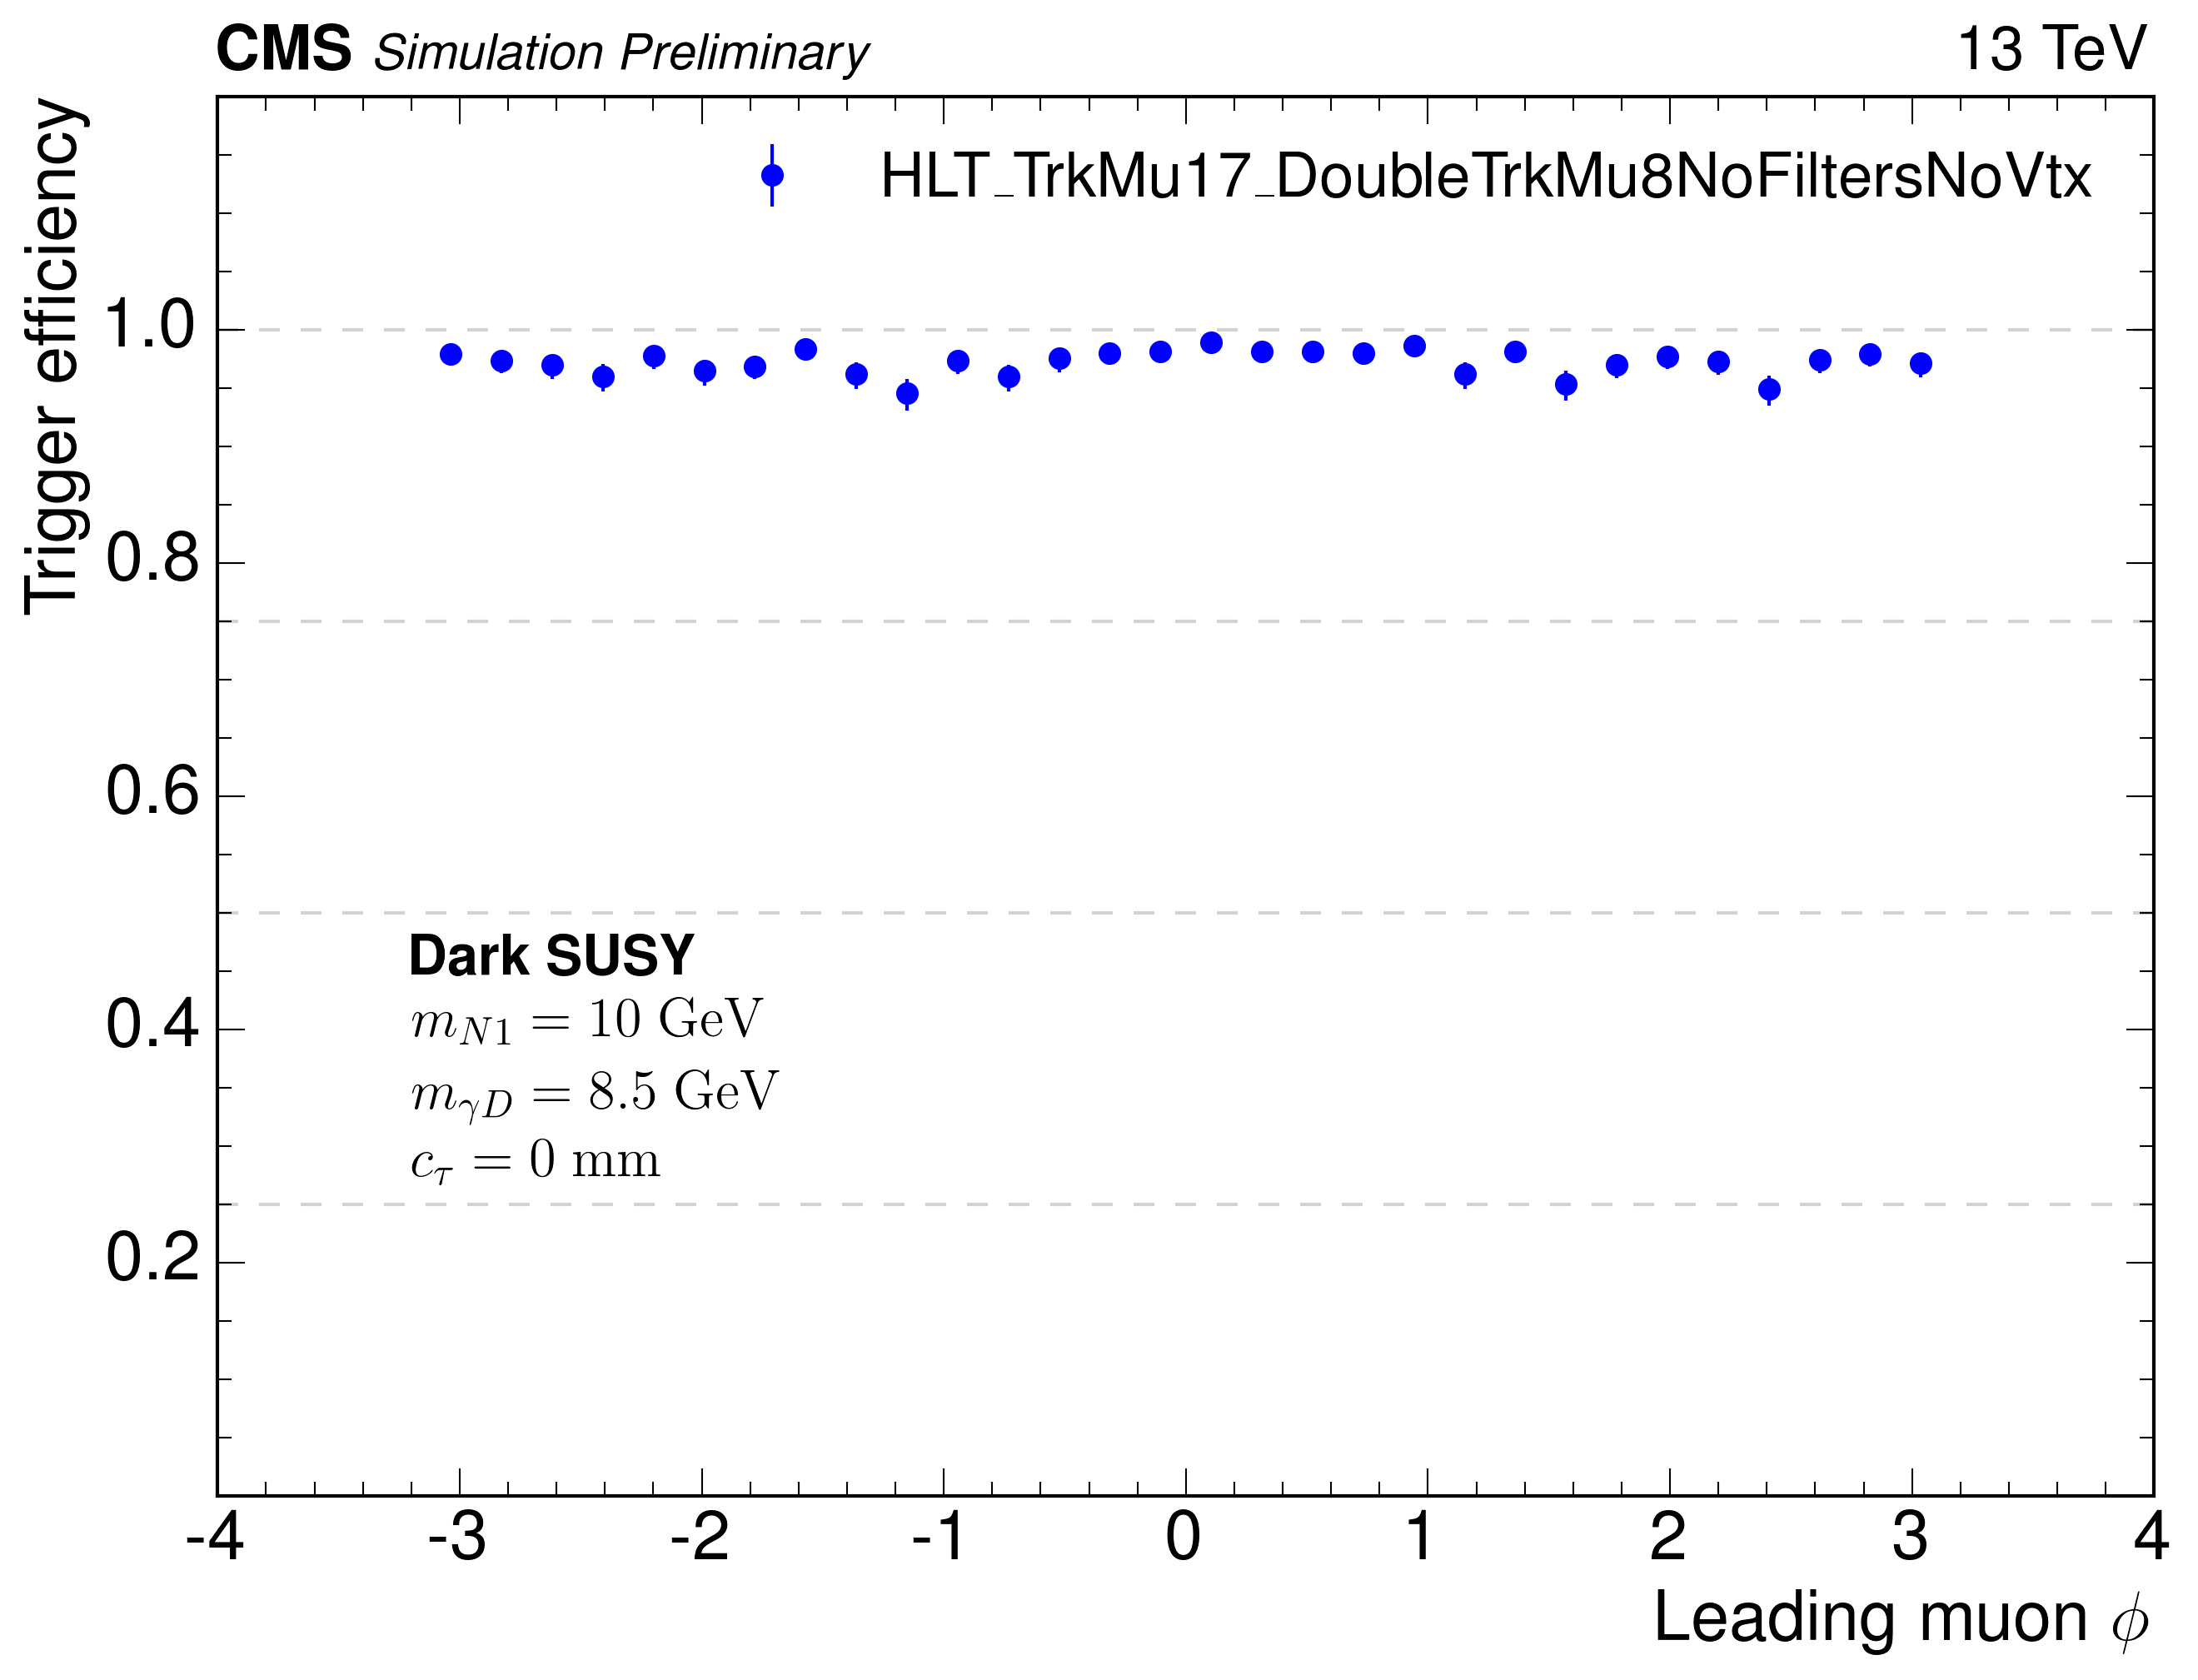 CMS Simulation Preliminary 13 TeV
Trigger efficiency
HLT_TrkMu17_DoubleTrkMu8NoFiltersNoVtx
1.0
0.8
0.6
0.4
0.2
Dark SUSY
m_{N1} = 10 GeV
m_{γD} = 8.5 GeV
c_τ = 0 mm
-4 -3 -2 -1 0 1 2 3 4
Leading muon ϕ